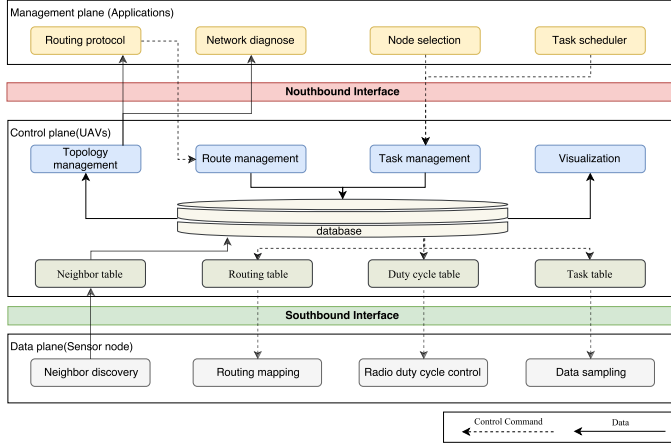 Management plane (Applications)
Routing protocol
Network diagnose
Node selection
Task scheduler
Nouthbound Interface
Control plane(UAVs)
Topology
management
Route management
Task management
Visualization
database
Neighbor table
Routing table
Duty cycle table
Task table
Southbound Interface
Data plane(Sensor node)
Neighbor discovery
Routing mapping
Radio duty cycle control
Data sampling
Control Command
Data